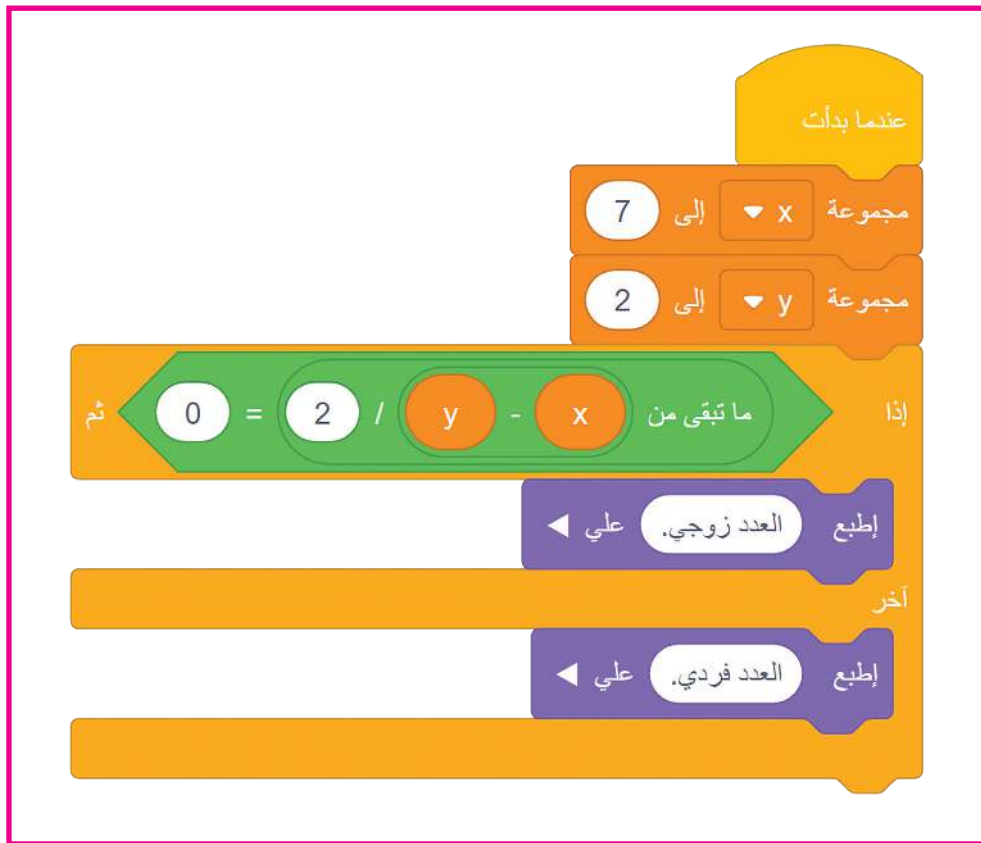 عندما بدأت
مجموعة x إلى 7
مجموعة y إلى 2
إذا ما تبقى من x - y / 2 = 0 ثم
إطبع العدد زوجي. علي
آخر
إطبع العدد فردي. علي